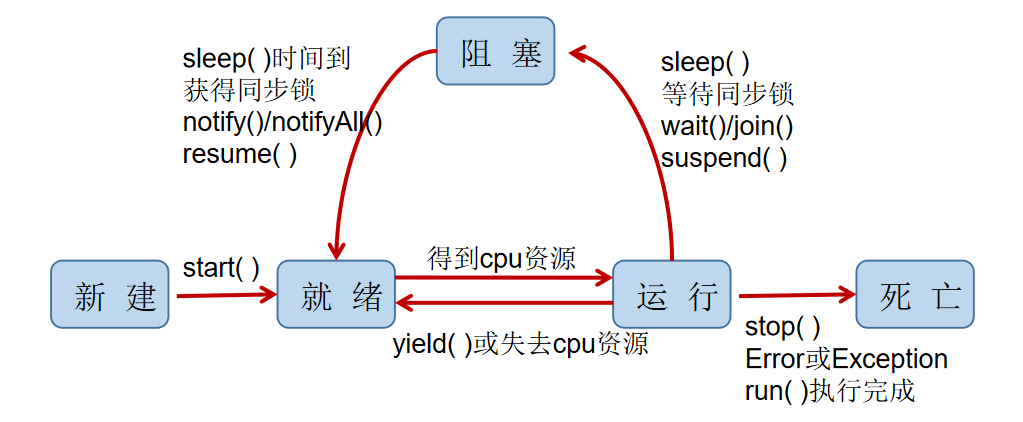 阻 塞
sleep( )时间到
获得同步锁
notify()/notifyAll()
resume( )
sleep( )
等待同步锁
wait()/join()
suspend( )
新 建
start( )
就 绪
得到cpu资源
yield( )或失去cpu资源
运 行
死 亡
stop( )
Error或Exception
run( )执行完成